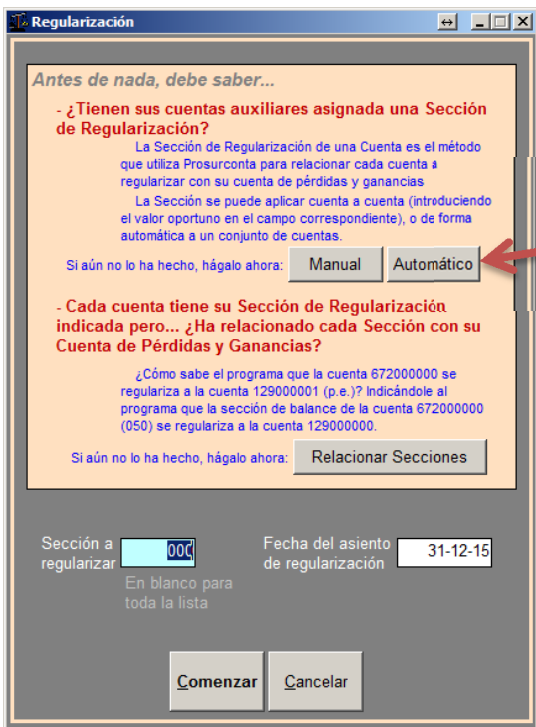 Regularización
Antes de nada, debe saber...
- ¿Tienen sus cuentas auxiliares asignada una Sección
de Regularización?
La Sección de Regularización de una Cuenta es el método
que utiliza Prosurconta para relacionar cada cuenta a
regularizar con su cuenta de pérdidas y ganancias
La Sección se puede aplicar cuenta a cuenta (introduciendo
el valor oportuno en el campo correspondiente), o de forma
automática a un conjunto de cuentas.
Si aún no lo ha hecho, hágalo ahora: Manual Automático
- Cada cuenta tiene su Sección de Regularización
indicada pero... ¿Ha relacionado cada Sección con su
Cuenta de Pérdidas y Ganancias?
¿Cómo sabe el programa que la cuenta 672000000 se
regulariza a la cuenta 129000001 (p.e.)? Indicándole al
programa que la sección de balance de la cuenta 672000000
(050) se regulariza a la cuenta 129000000.
Si aún no lo ha hecho, hágalo ahora: Relacionar Secciones
Sección a regularizar 000
En blanco para
toda la lista
Fecha del asiento
de regularización 31-12-15
Comenzar Cancelar